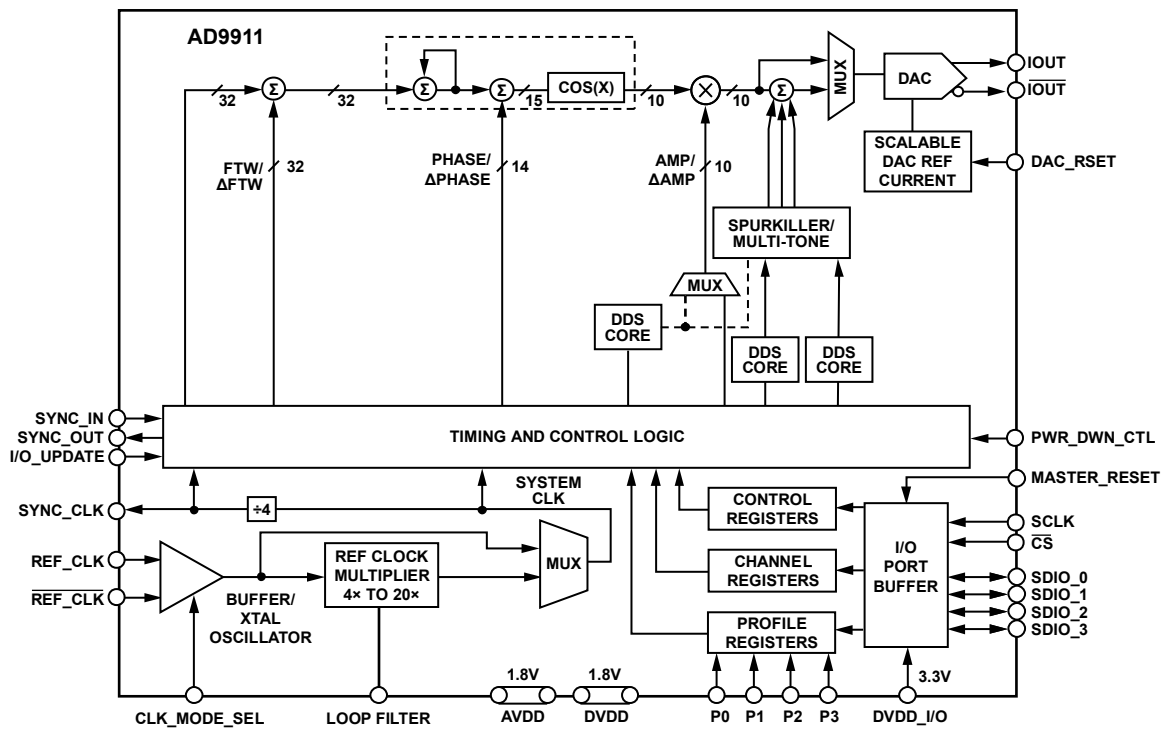 AD9911
32
Σ
32
Σ
Σ
15
COS(X)
10
×
10
Σ
MUX
DAC
IOUT
IOUT
SCALABLE
DAC REF
CURRENT
DAC_RSET
FTW/
ΔFTW
32
PHASE/
ΔPHASE
14
AMP/
ΔAMP
10
SPURKILLER/
MULTI-TONE
MUX
DDS
CORE
DDS
CORE
DDS
CORE
SYNC_IN
SYNC_OUT
I/O_UPDATE
TIMING AND CONTROL LOGIC
PWR_DWN_CTL
MASTER_RESET
SYNC_CLK
÷4
SYSTEM
CLK
REF_CLK
REF_CLK
BUFFER/
XTAL
OSCILLATOR
REF CLOCK
MULTIPLIER
4× TO 20×
MUX
CONTROL
REGISTERS
CHANNEL
REGISTERS
PROFILE
REGISTERS
I/O
PORT
BUFFER
SCLK
CS
SDIO_0
SDIO_1
SDIO_2
SDIO_3
1.8V
1.8V
3.3V
CLK_MODE_SEL
LOOP FILTER
AVDD
DVDD
P0
P1
P2
P3
DVDD_I/O